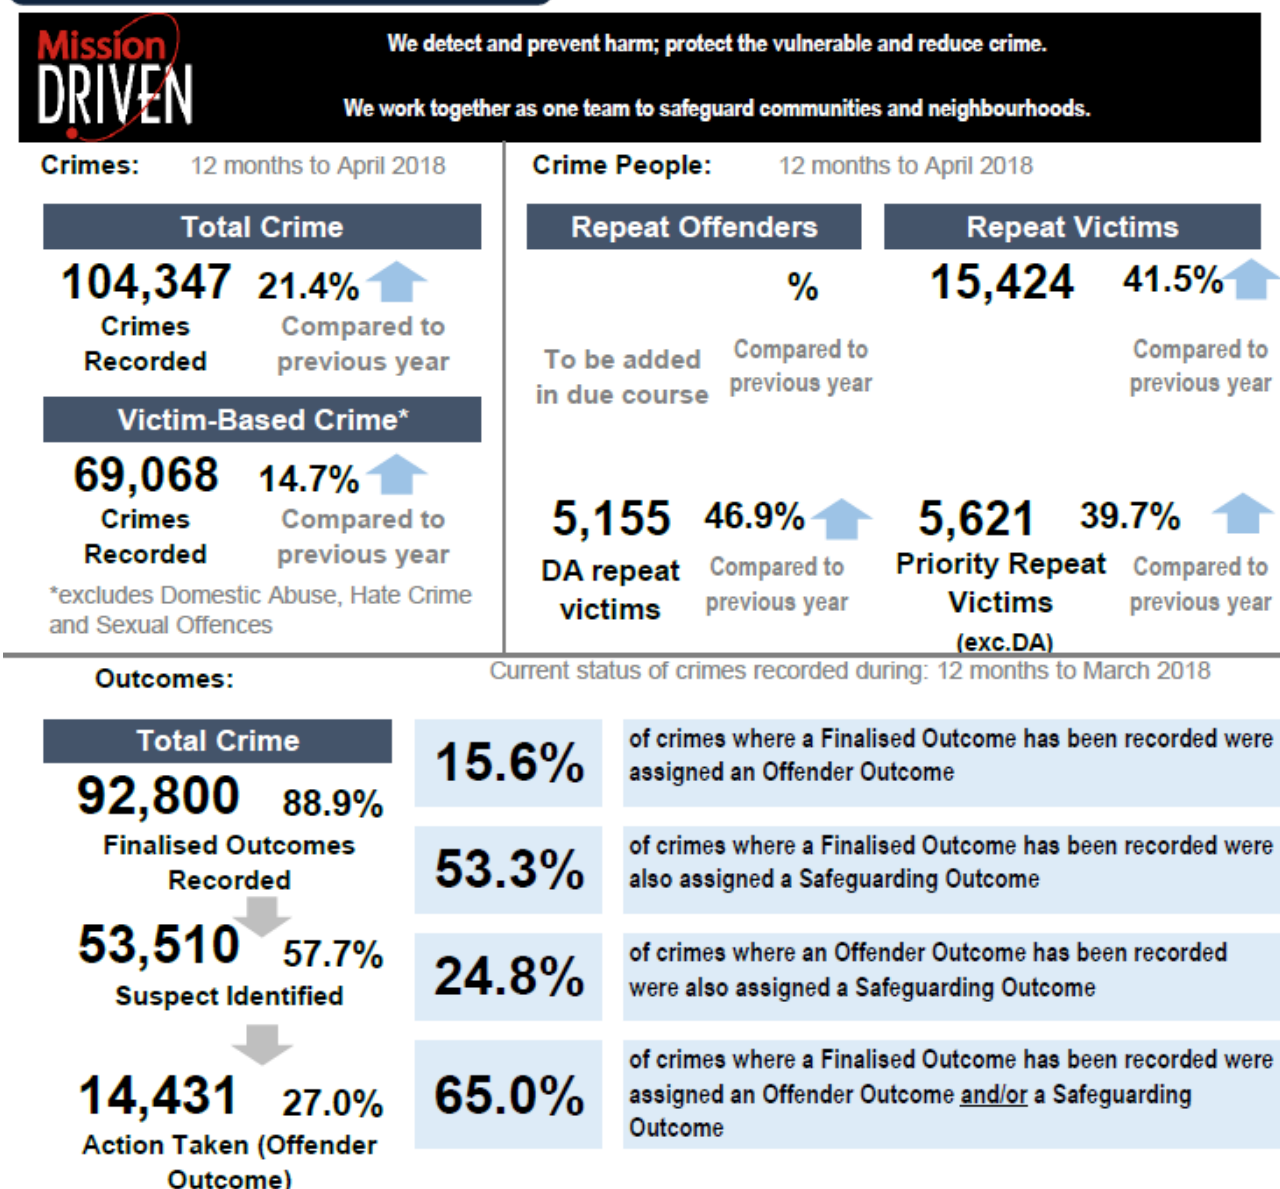 Mission
DRIVEN
We detect and prevent harm; protect the vulnerable and reduce crime.
We work together as one team to safeguard communities and neighbourhoods.
Crimes: 12 months to April 2018
Total Crime
104,347 21.4%
Crimes Recorded
Compared to previous year
Victim-Based Crime*
69,068 14.7%
Crimes Recorded
Compared to previous year
*excludes Domestic Abuse, Hate Crime
and Sexual Offences
Crime People: 12 months to April 2018
Repeat Offenders
%
To be added
in due course
Compared to
previous year
Repeat Victims
15,424 41.5%
Compared to
previous year
5,155 46.9%
DA repeat
victims
Compared to
previous year
5,621 39.7%
Priority Repeat
Victims
(exc.DA)
Compared to
previous year
Outcomes:
Current status of crimes recorded during: 12 months to March 2018
Total Crime
92,800 88.9%
Finalised Outcomes
Recorded
53,510 57.7%
Suspect Identified
14,431 27.0%
Action Taken (Offender
Outcome)
15.6%
of crimes where a Finalised Outcome has been recorded were
assigned an Offender Outcome
53.3%
of crimes where a Finalised Outcome has been recorded were
also assigned a Safeguarding Outcome
24.8%
of crimes where an Offender Outcome has been recorded
were also assigned a Safeguarding Outcome
65.0%
of crimes where a Finalised Outcome has been recorded were
assigned an Offender Outcome and/or a Safeguarding
Outcome